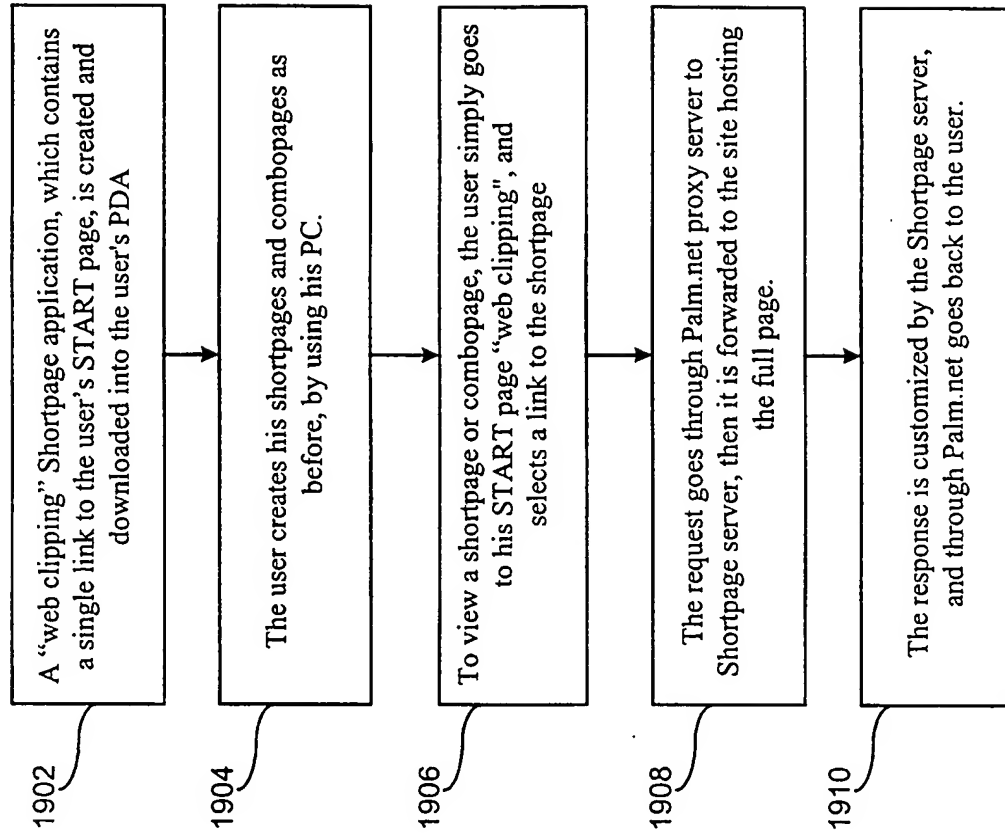 1902
A “web clipping” Shortpage application, which contains
a single link to the user's START page, is created and
downloaded into the user's PDA
1904
The user creates his shortpages and combopages as
before, by using his PC.
1906
To view a shortpage or combopage, the user simply goes
to his START page “web clipping”, and
selects a link to the shortpage
1908
The request goes through Palm.net proxy server to
Shortpage server, then it is forwarded to the site hosting
the full page.
1910
The response is customized by the Shortpage server,
and through Palm.net goes back to the user.